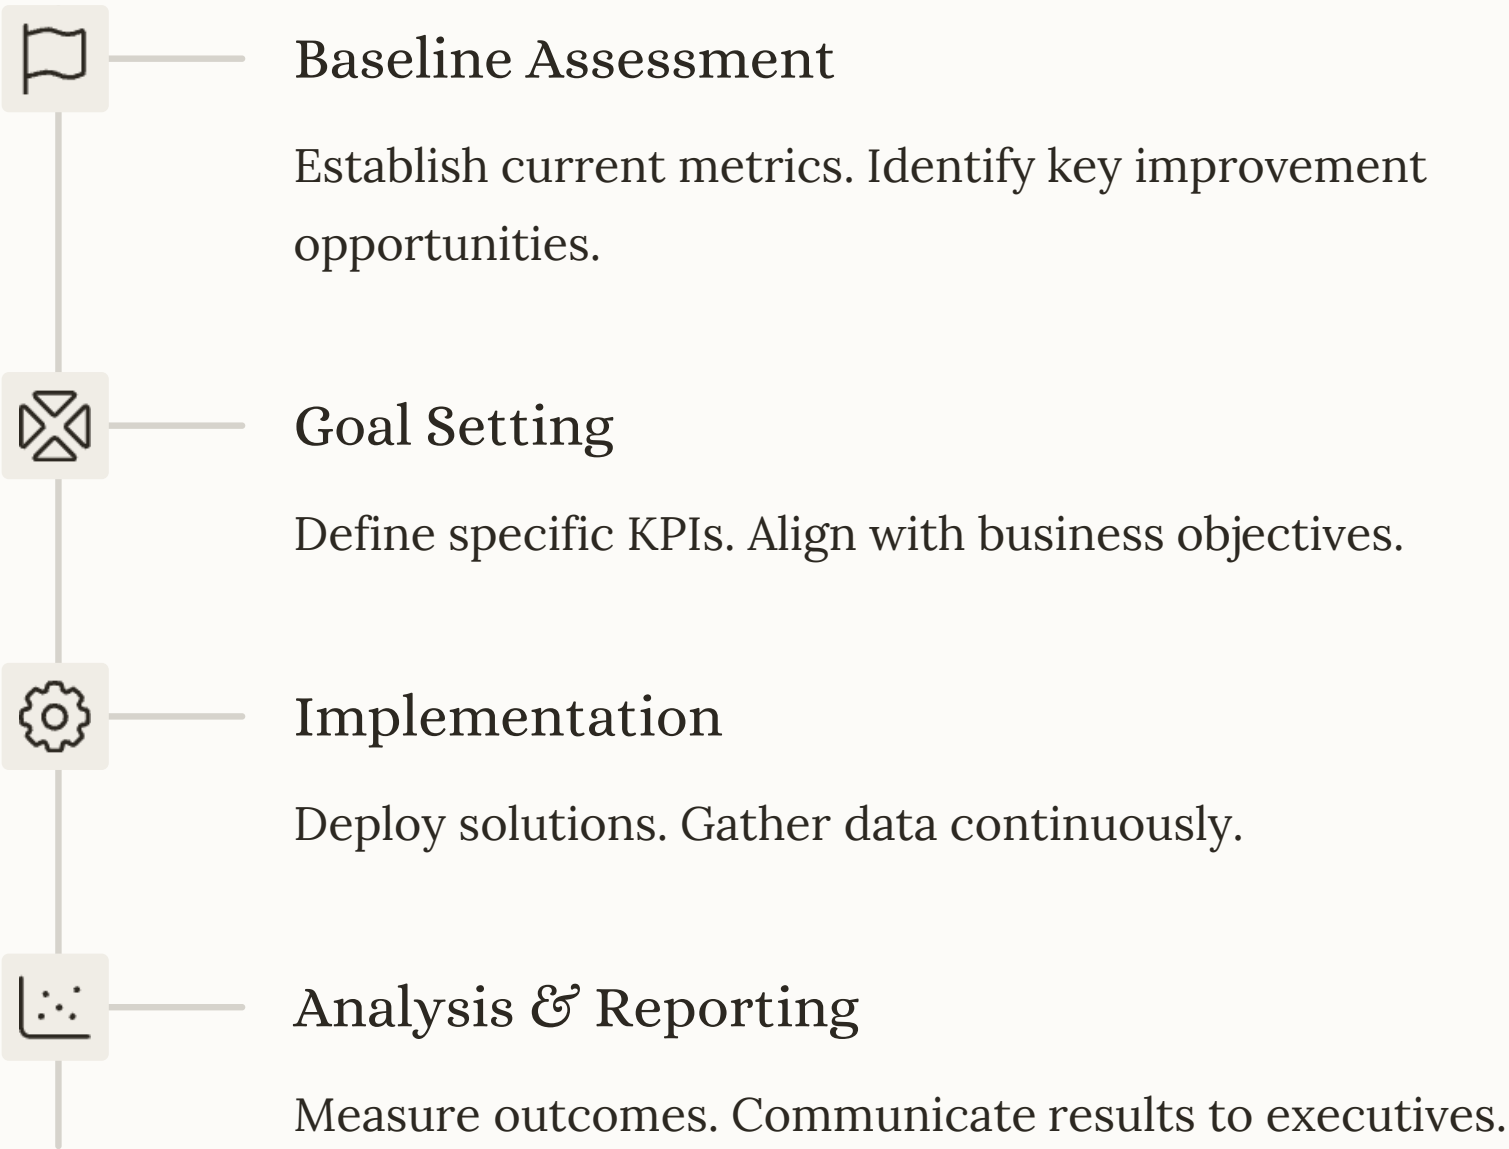 Baseline Assessment
Establish current metrics. Identify key improvement
opportunities.
Goal Setting
Define specific KPIs. Align with business objectives.
Implementation
Deploy solutions. Gather data continuously.
Analysis & Reporting
Measure outcomes. Communicate results to executives.